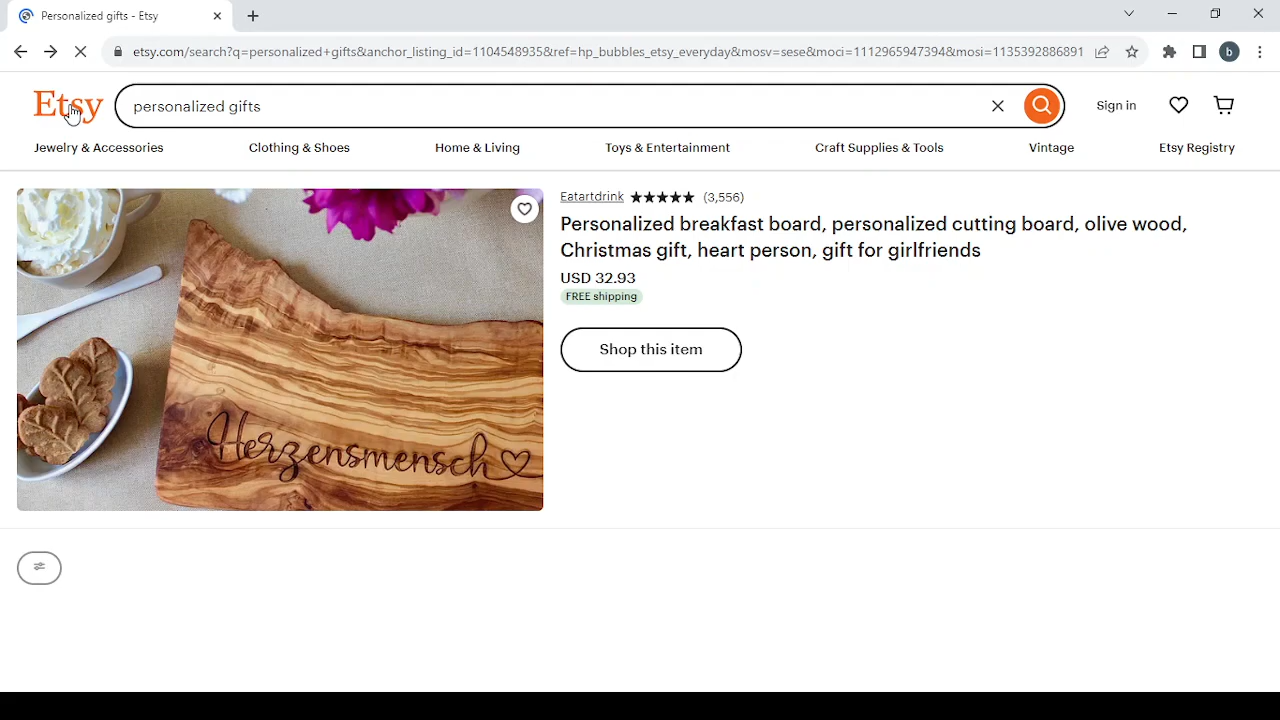 Personalized gifts - Etsy
etsy.com/search?q=personalized+gifts&anchor_listing_id=1104548935&ref=hp_bubbles_etsy_everyday&mosv=sese&moci=1112965947394&mosi=1135392886891
b
Etsy
personalized gifts
Sign in
Jewelry & Accessories
Clothing & Shoes
Home & Living
Toys & Entertainment
Craft Supplies & Tools
Vintage
Etsy Registry
Eatartdrink ★★★★★ (3,556)
Personalized breakfast board, personalized cutting board, olive wood,
Christmas gift, heart person, gift for girlfriends
USD 32.93
FREE shipping
Shop this item
Herzensmensch